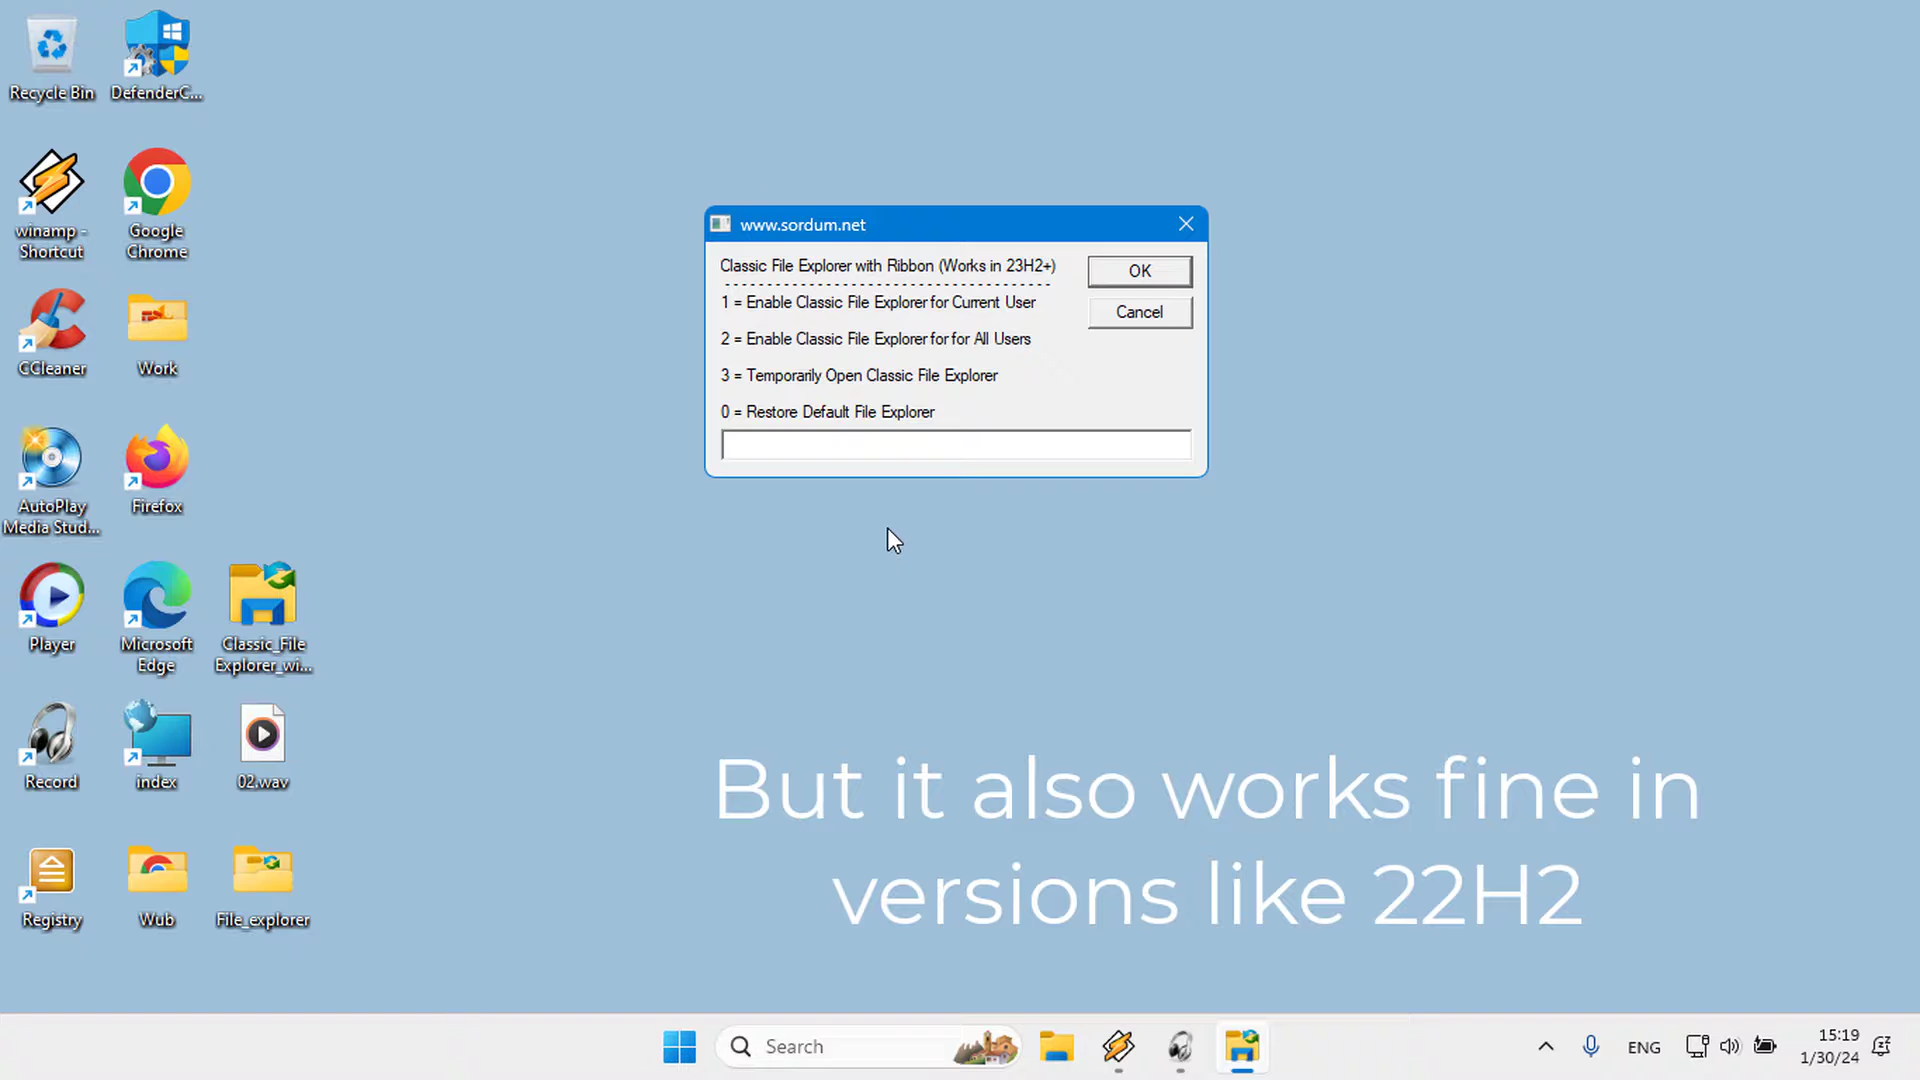 Recycle Bin
DefenderC...
winamp -
Shortcut
Google
Chrome
CCleaner
Work
AutoPlay
Media Stud...
Firefox
Player
Microsoft
Edge
Classic_File
Explorer_wi...
Record
index
02.wav
Registry
Wub
File_explorer
www.sordum.net
Classic File Explorer with Ribbon (Works in 23H2+)
- - - - - - - - - - - - - - - - - - - - - - - - - - - - - - - - - - - -
1 = Enable Classic File Explorer for Current User
2 = Enable Classic File Explorer for for All Users
3 = Temporarily Open Classic File Explorer
0 = Restore Default File Explorer
OK
Cancel
But it also works fine in
versions like 22H2
Search
ENG
15:19
1/30/24